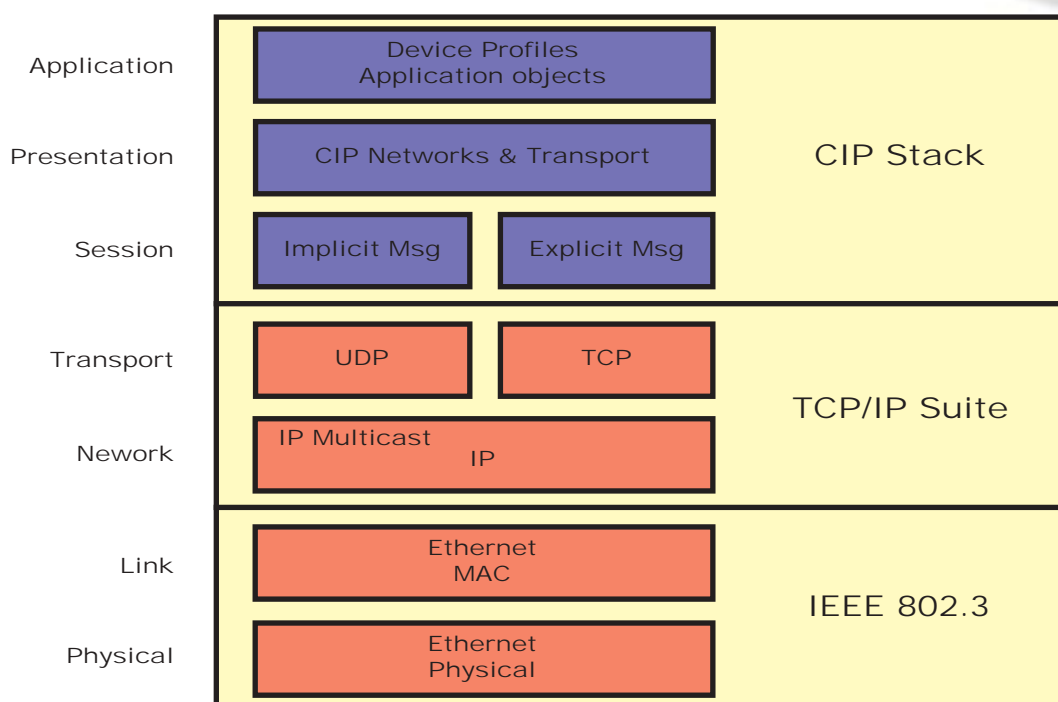 Application
Device Profiles
Application objects
Presentation
CIP Networks & Transport
CIP Stack
Session
Implicit Msg
Explicit Msg
Transport
UDP
TCP
TCP/IP Suite
Nework
IP Multicast
IP
Link
Ethernet
MAC
IEEE 802.3
Physical
Ethernet
Physical